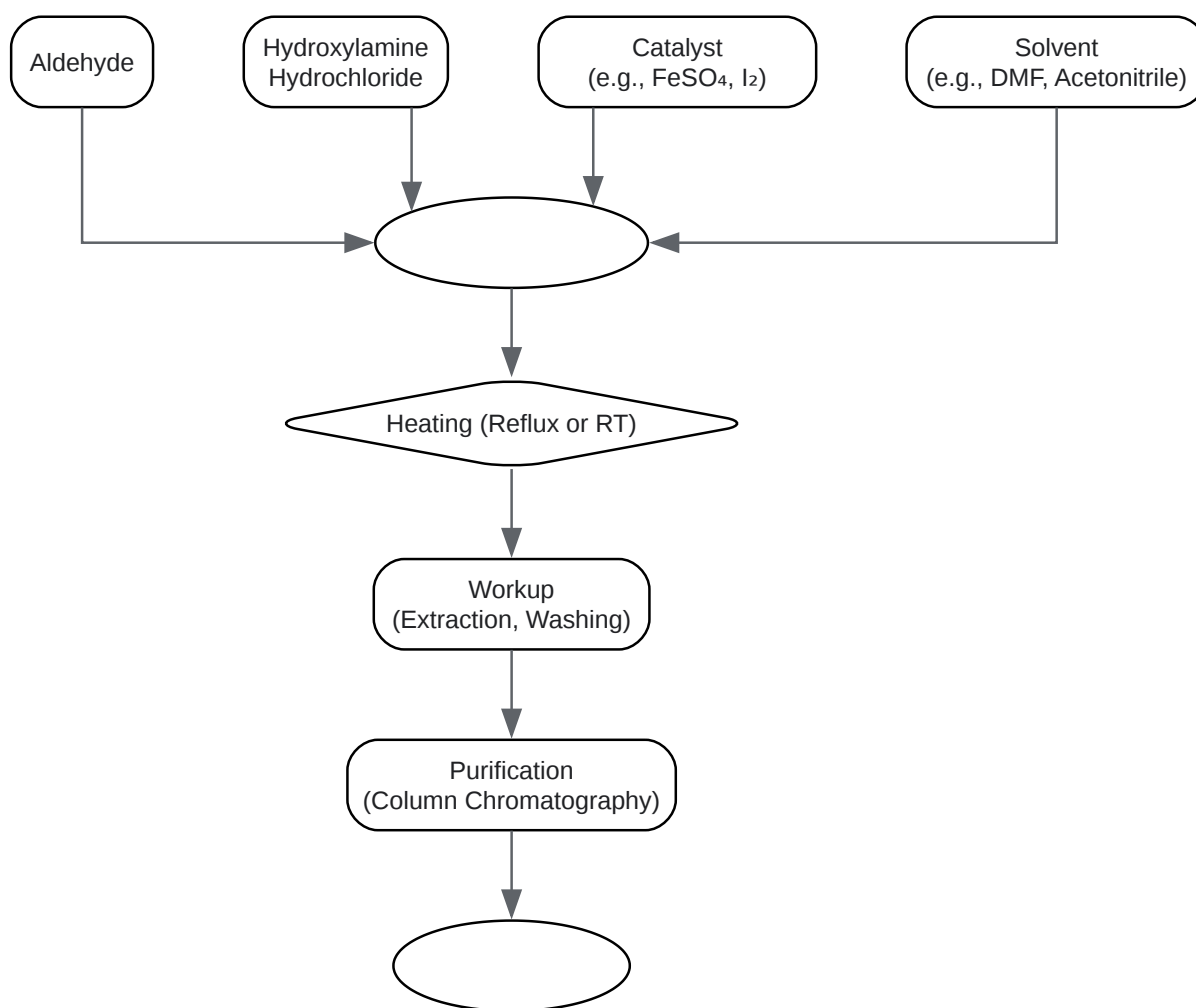 Aldehyde
Hydroxylamine
Hydrochloride
Catalyst
(e.g., FeSO₄, I₂)
Solvent
(e.g., DMF, Acetonitrile)
Heating (Reflux or RT)
Workup
(Extraction, Washing)
Purification
(Column Chromatography)